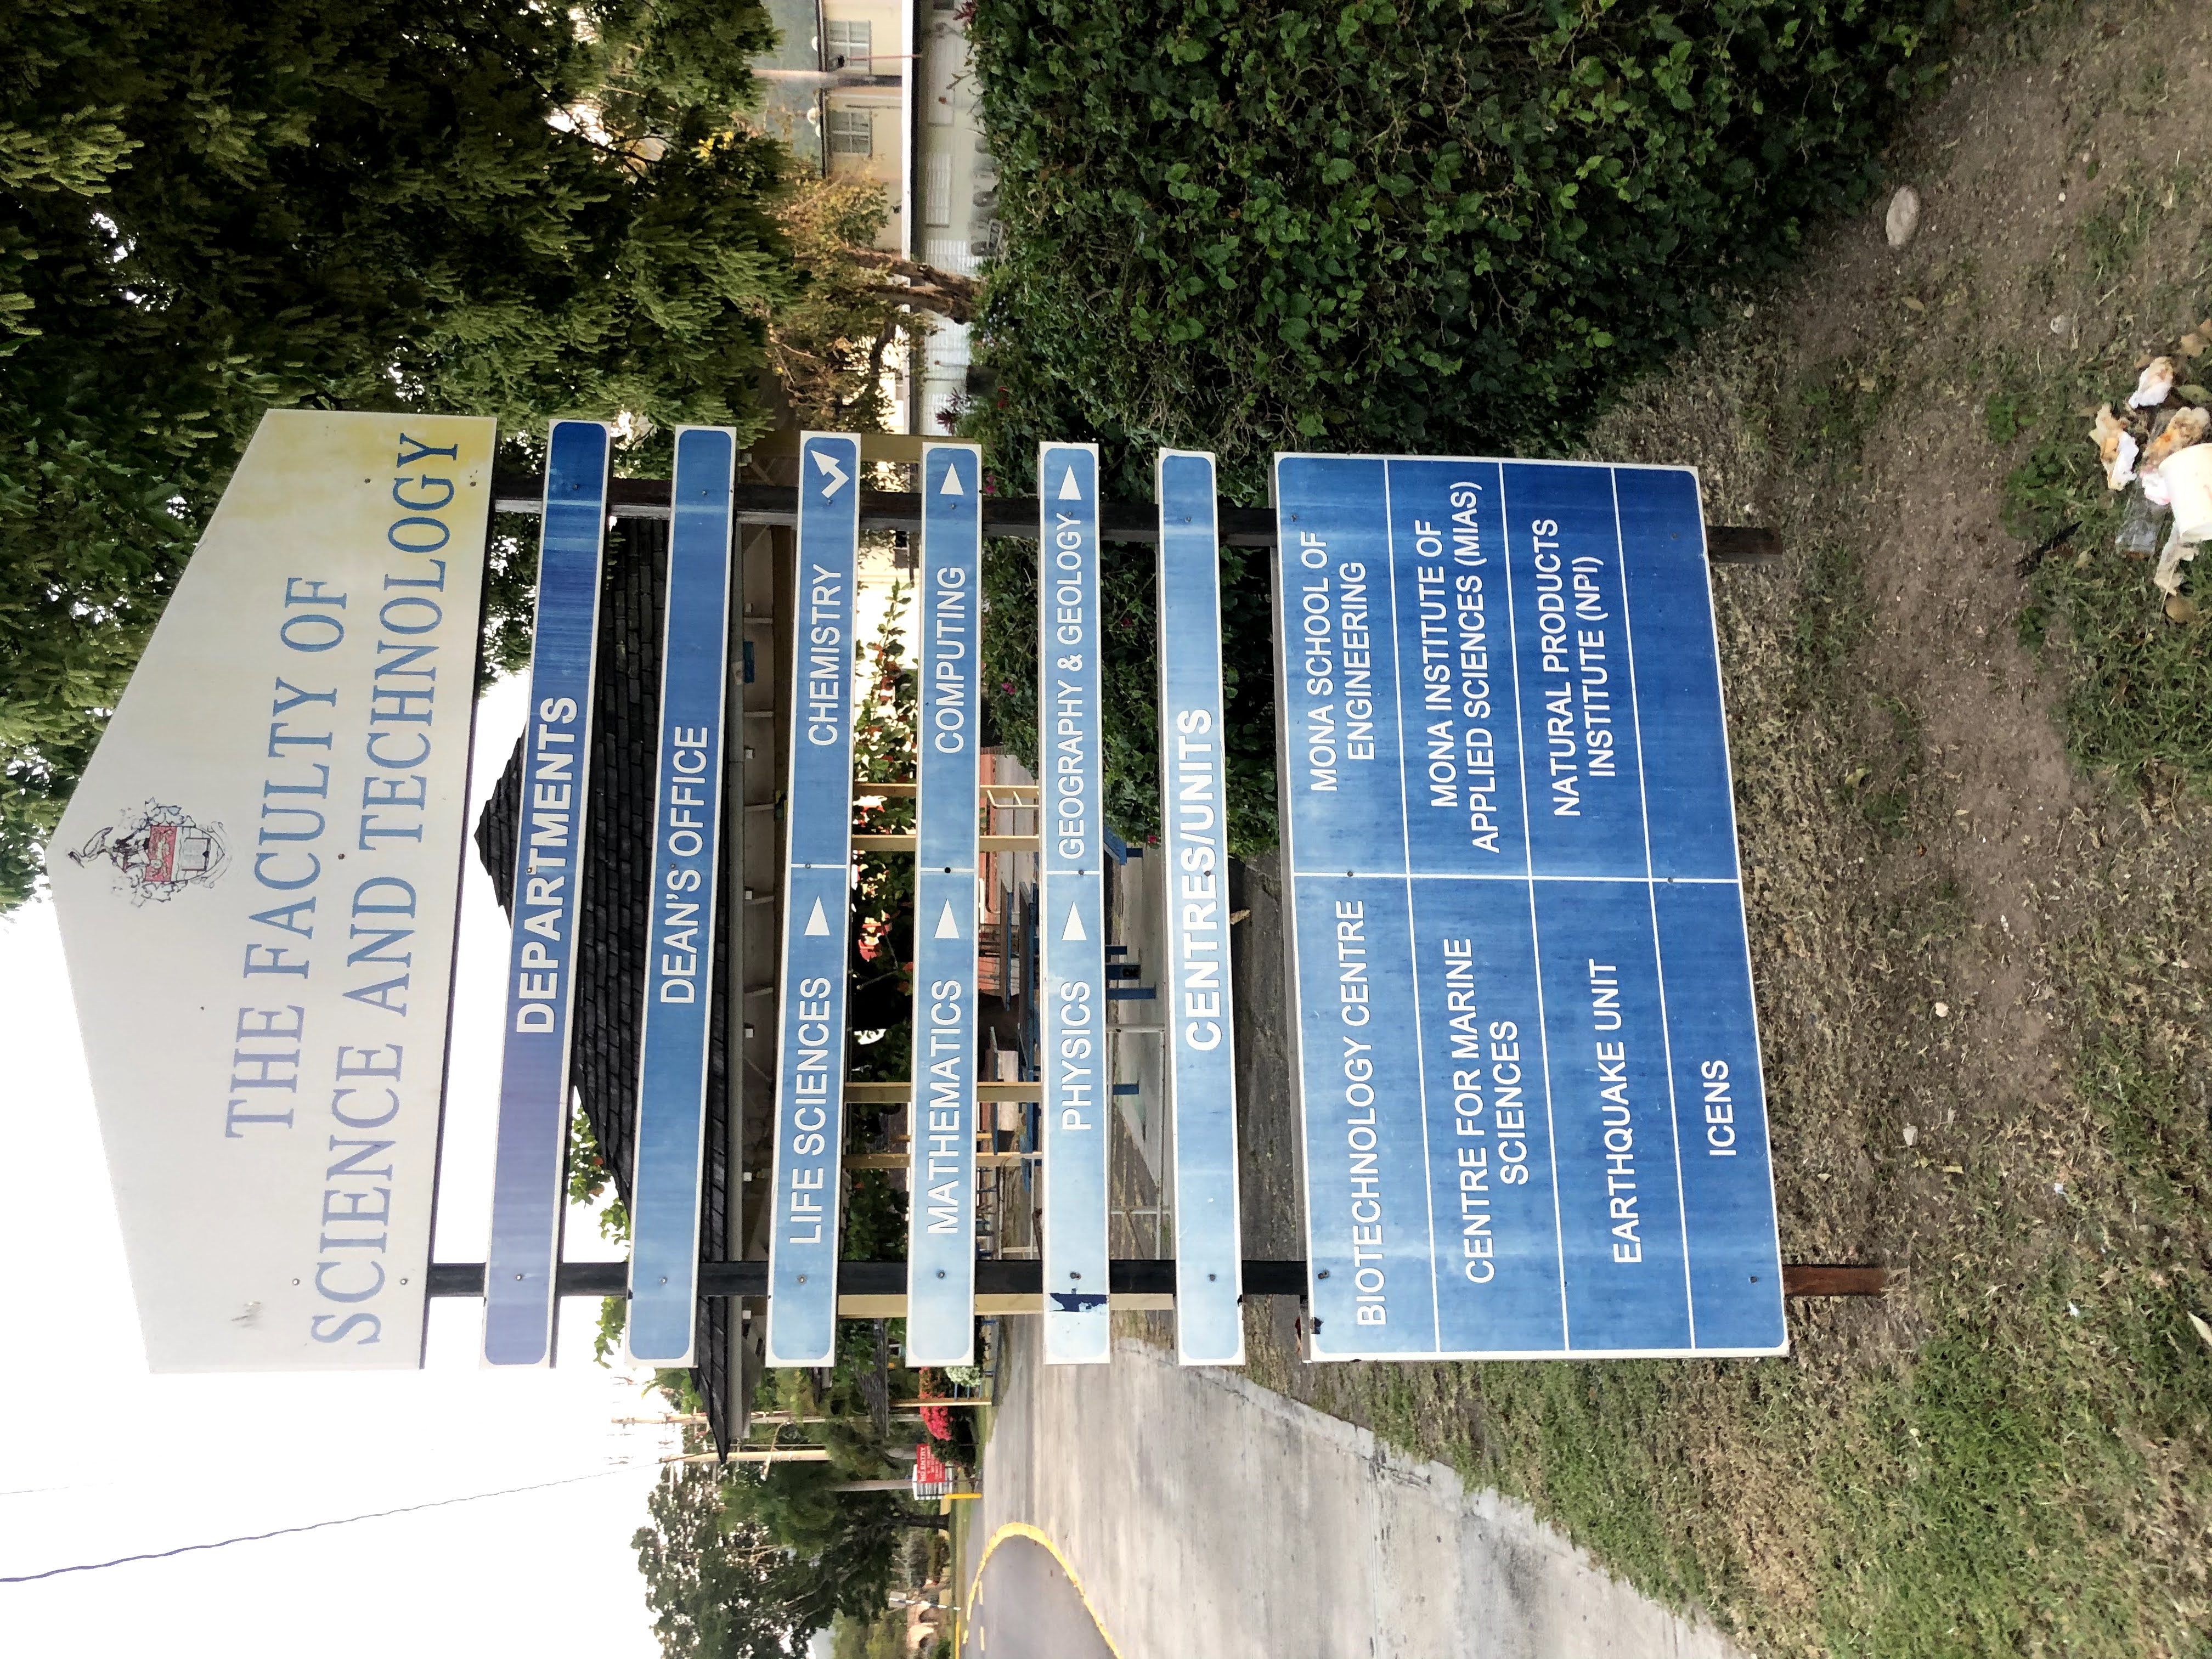 THE FACULTY OF
SCIENCE AND TECHNOLOGY
DEPARTMENTS
DEAN'S OFFICE
LIFE SCIENCES
CHEMISTRY
MATHEMATICS
COMPUTING
PHYSICS
GEOGRAPHY & GEOLOGY
CENTRES/UNITS
BIOTECHNOLOGY CENTRE
MONA SCHOOL OF
ENGINEERING
CENTRE FOR MARINE
SCIENCES
MONA INSTITUTE OF
APPLIED SCIENCES (MIAS)
EARTHQUAKE UNIT
NATURAL PRODUCTS
INSTITUTE (NPI)
ICENS
NO ENTRY